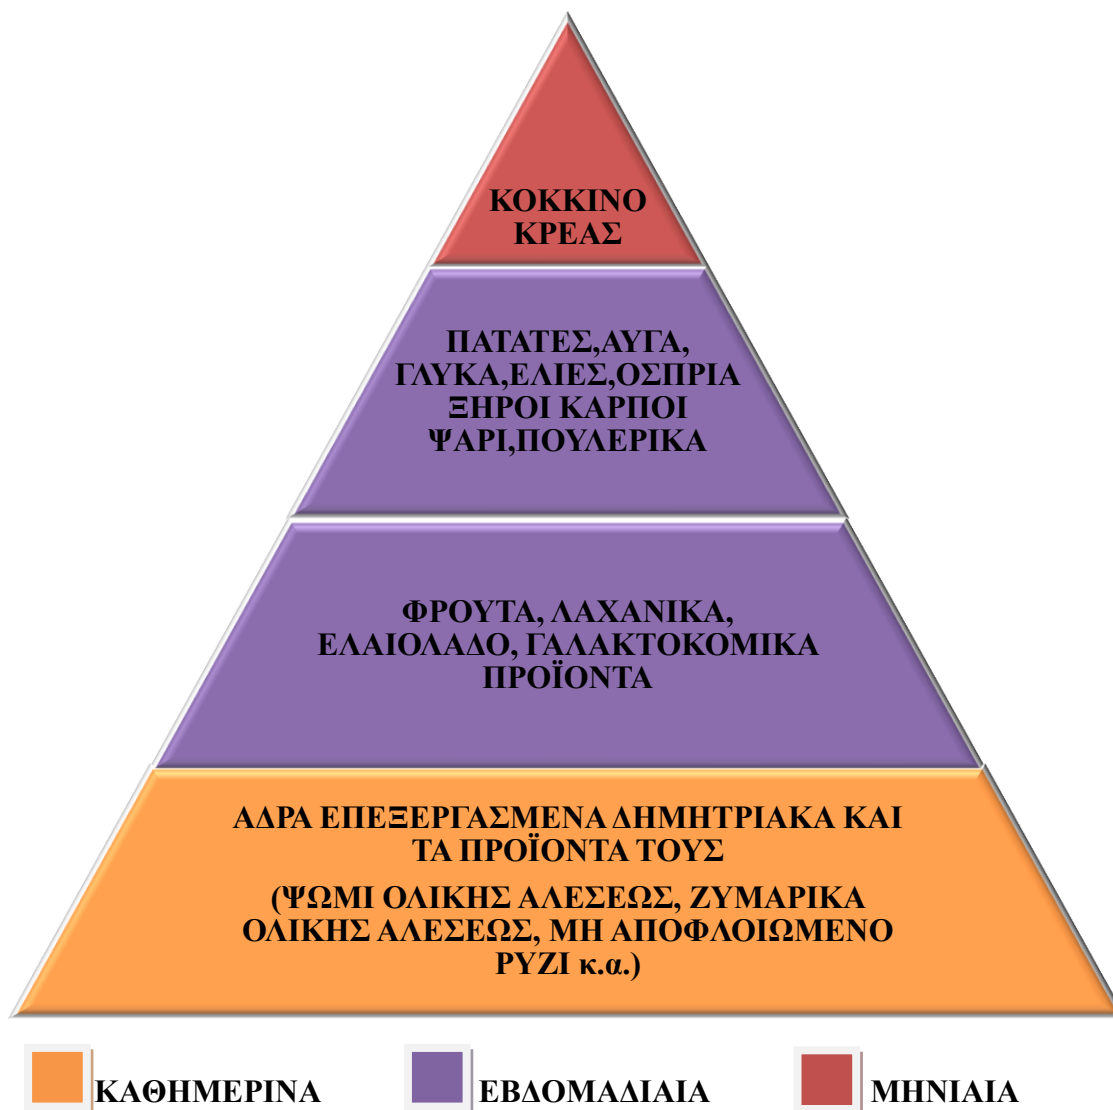 ΚΟΚΚΙΝΟ
ΚΡΕΑΣ
ΠΑΤΑΤΕΣ,ΑΥΓΑ,
ΓΛΥΚΑ,ΕΛΙΕΣ,ΟΣΠΡΙΑ
ΞΗΡΟΙ ΚΑΡΠΟΙ
ΨΑΡΙ,ΠΟΥΛΕΡΙΚΑ
ΦΡΟΥΤΑ, ΛΑΧΑΝΙΚΑ,
ΕΛΑΙΟΛΑΔΟ, ΓΑΛΑΚΤΟΚΟΜΙΚΑ
ΠΡΟΪΟΝΤΑ
ΑΔΡΑ ΕΠΕΞΕΡΓΑΣΜΕΝΑ ΔΗΜΗΤΡΙΑΚΑ ΚΑΙ
ΤΑ ΠΡΟΪΟΝΤΑ ΤΟΥΣ
(ΨΩΜΙ ΟΛΙΚΗΣ ΑΛΕΣΕΩΣ, ΖΥΜΑΡΙΚΑ
ΟΛΙΚΗΣ ΑΛΕΣΕΩΣ, ΜΗ ΑΠΟΦΛΟΙΩΜΕΝΟ
ΡΥΖΙ κ.α.)
ΚΑΘΗΜΕΡΙΝΑ ΕΒΔΟΜΑΔΙΑΙΑ ΜΗΝΙΑΙΑ